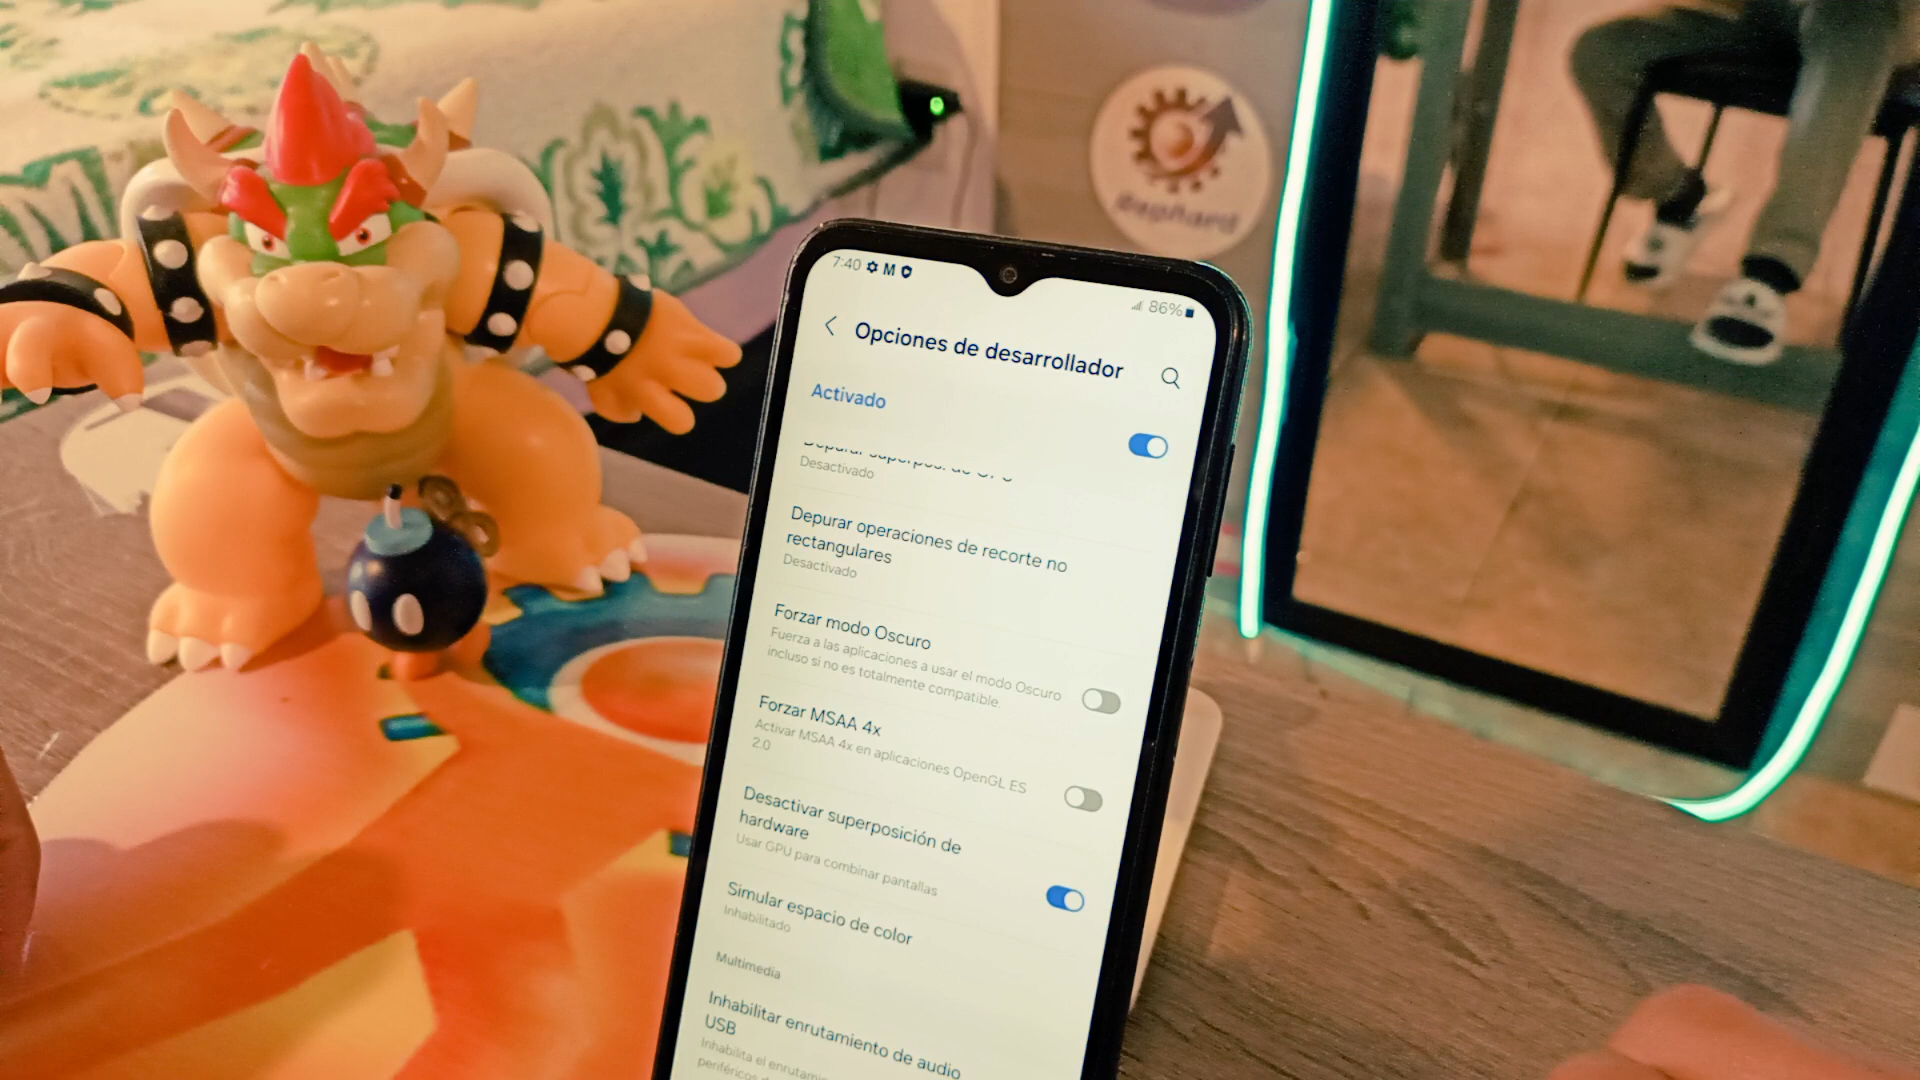 7:40 M
86%
Opciones de desarrollador
Activado
Desactivado
Depurar operaciones de recorte no
rectangulares
Desactivado
Forzar modo Oscuro
Fuerza a las aplicaciones a usar el modo Oscuro
incluso si no es totalmente compatible.
Forzar MSAA 4x
Activar MSAA 4x en aplicaciones OpenGL ES
2.0
Desactivar superposición de
hardware
Usar GPU para combinar pantallas
Simular espacio de color
Inhabilitado
Multimedia
Inhabilitar enrutamiento de audio
USB
Inhabilita el